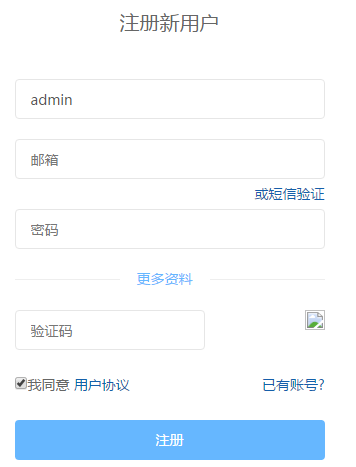 注册新用户
admin
邮箱
或短信验证
密码
更多资料
验证码
我同意 用户协议 已有账号?
注册